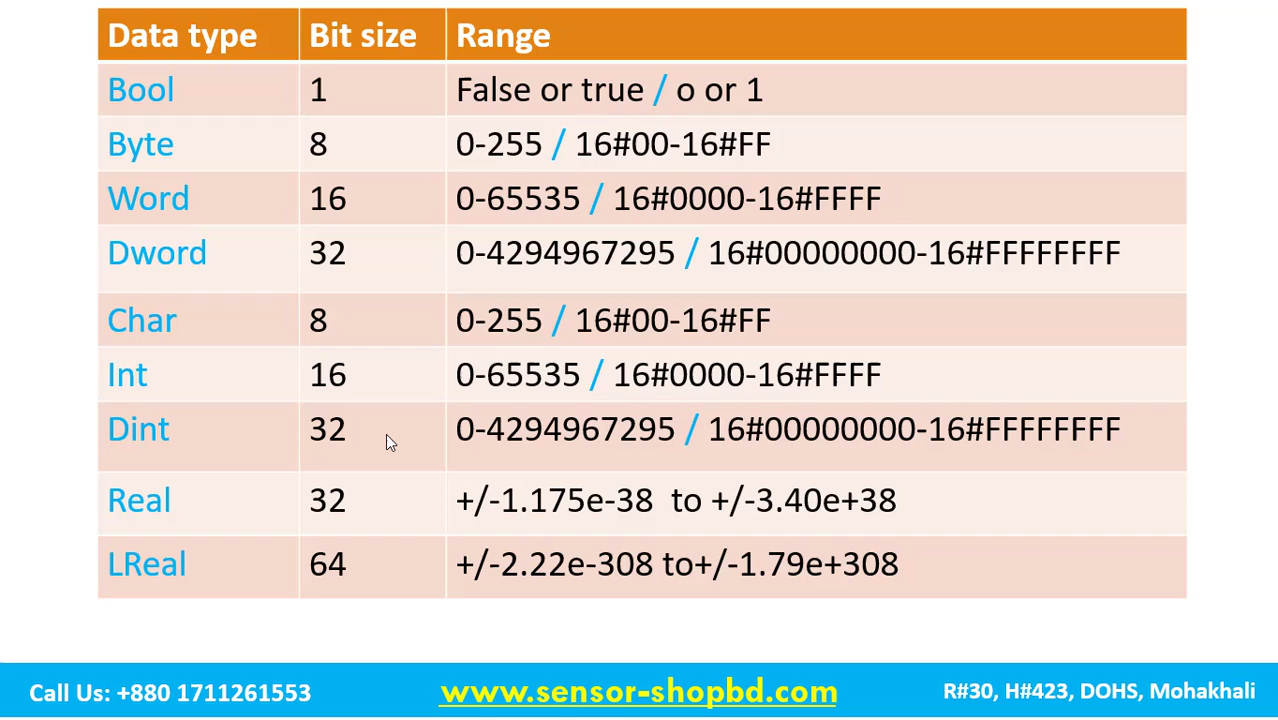 Data type Bit size Range
Bool 1 False or true / o or 1
Byte 8 0-255 / 16#00-16#FF
Word 16 0-65535 / 16#0000-16#FFFF
Dword 32 0-4294967295 / 16#00000000-16#FFFFFFFF
Char 8 0-255 / 16#00-16#FF
Int 16 0-65535 / 16#0000-16#FFFF
Dint 32 0-4294967295 / 16#00000000-16#FFFFFFFF
Real 32 +/-1.175e-38 to +/-3.40e+38
LReal 64 +/-2.22e-308 to+/-1.79e+308
Call Us: +880 1711261553 www.sensor-shopbd.com R#30, H#423, DOHS, Mohakhali